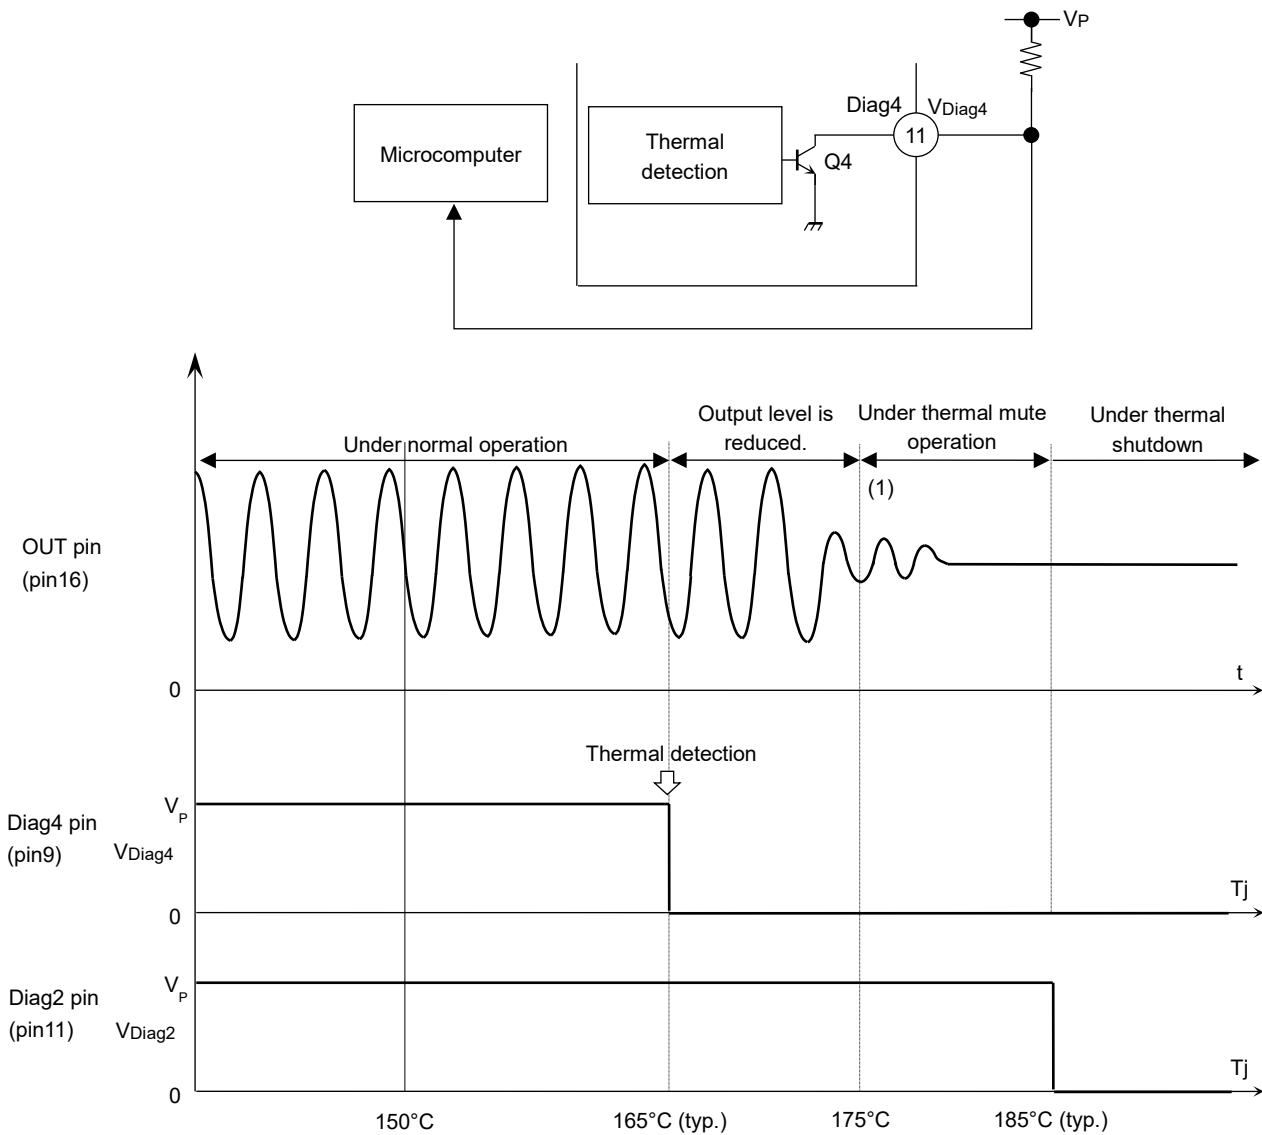 VP
Diag4
VDiag4
Microcomputer
Thermal
detection
Q4
11
Output level is
reduced.
Under thermal mute
operation
Under thermal
shutdown
Under normal operation
(1)
OUT pin
(pin16)
t
0
Thermal detection
VP
Diag4 pin
(pin9)
VDiag4
Tj
0
VP
Diag2 pin
(pin11)
VDiag2
Tj
0
150°C
165°C (typ.)
175°C
185°C (typ.)